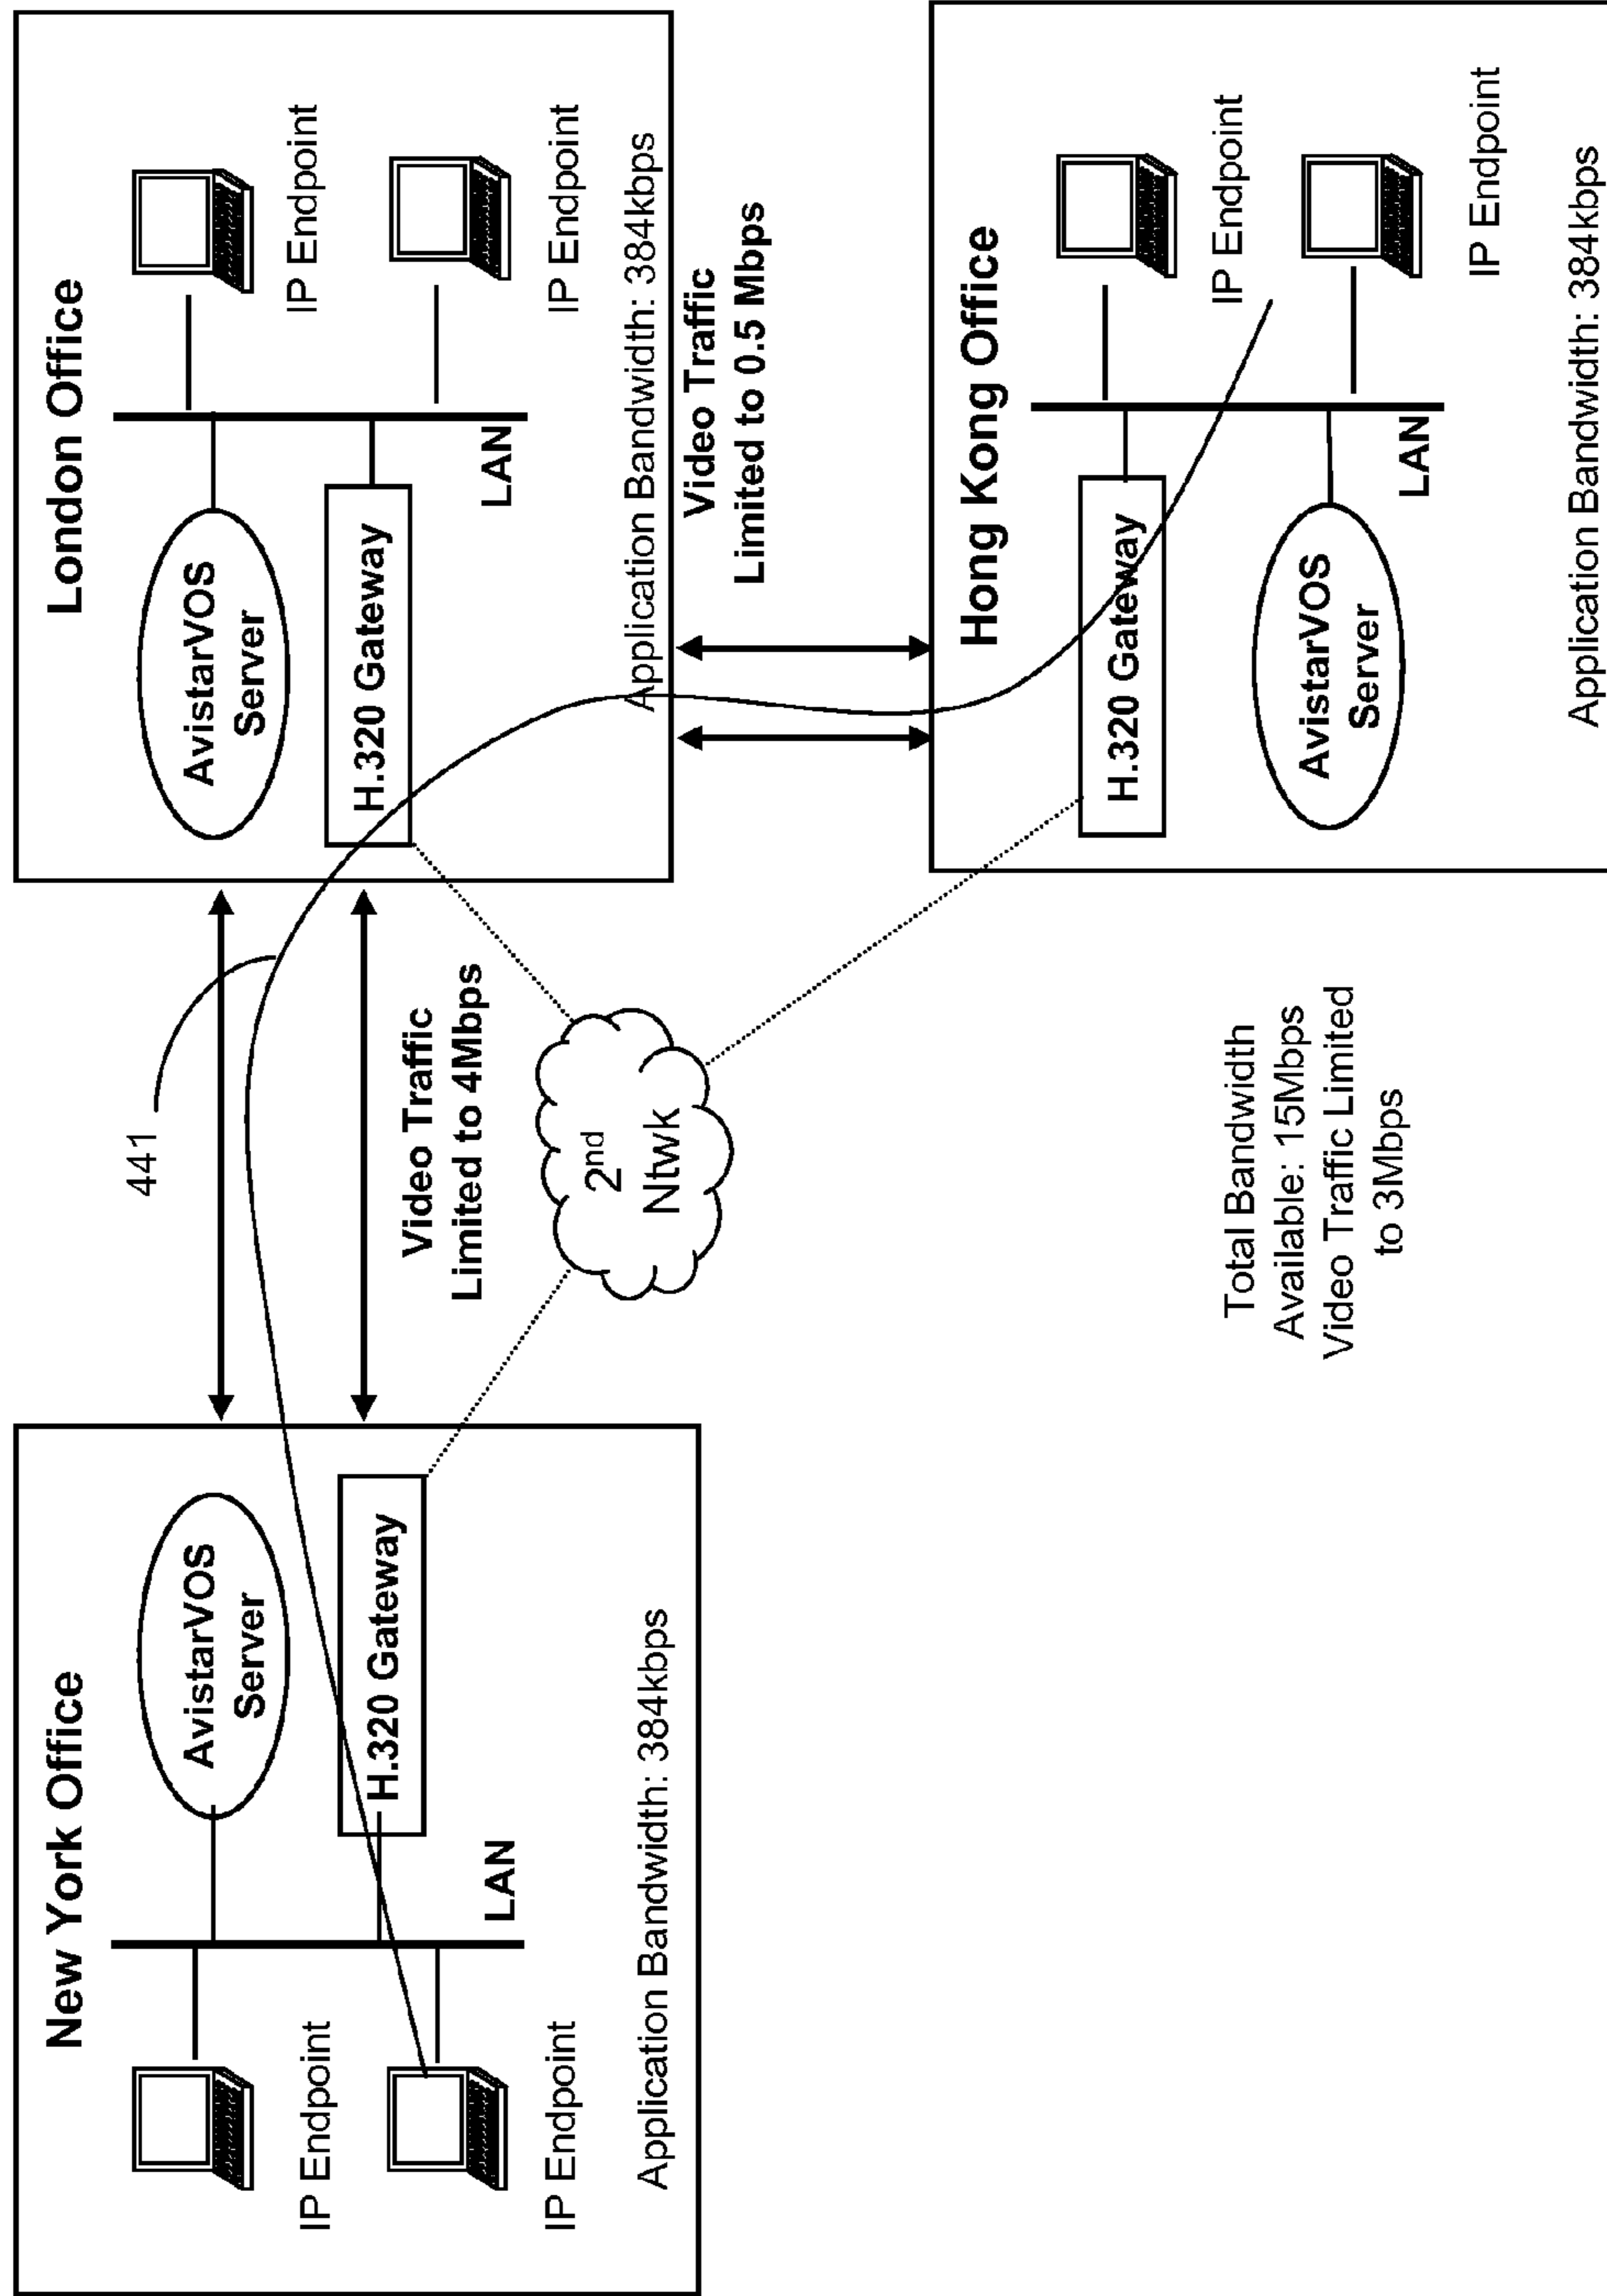 New York Office
AvistarVOS
Server
H.320 Gateway
LAN
IP Endpoint
IP Endpoint
Application Bandwidth: 384kbps
441
Video Traffic
Limited to 4Mbps
2nd
Ntwk
London Office
AvistarVOS
Server
H.320 Gateway
LAN
IP Endpoint
IP Endpoint
Application Bandwidth: 384kbps
Video Traffic
Limited to 0.5 Mbps
Hong Kong Office
H.320 Gateway
AvistarVOS
Server
LAN
IP Endpoint
IP Endpoint
Application Bandwidth: 384kbps
Total Bandwidth
Available: 15Mbps
Video Traffic Limited
to 3Mbps